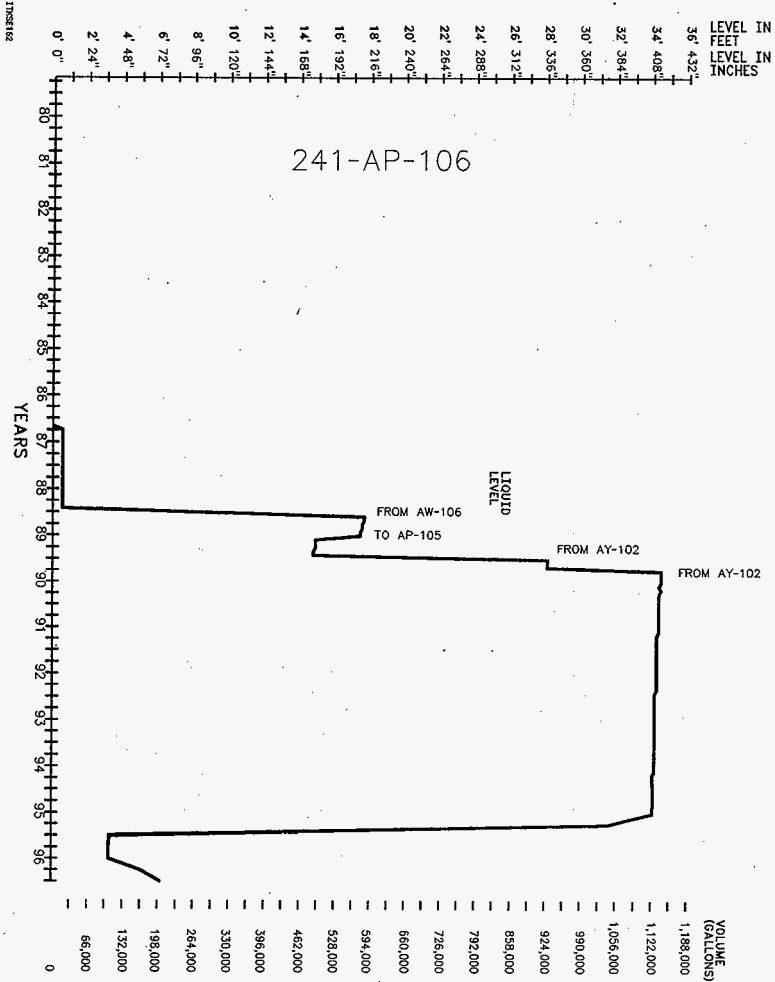 ITKSE162
LEVEL IN
FEET
LEVEL IN
INCHES
0' 2' 4' 6' 8' 10' 12' 14' 16' 18' 20' 22' 24' 26' 28' 30' 32' 34' 36'
0" 24" 48" 72" 96" 120" 144" 168" 192" 216" 240" 264" 288" 312" 336" 360" 384" 408" 432"
241-AP-106
80
81
82
83
84
85
86
87
88
89
90
91
92
93
94
95
96
YEARS
LIQUID
LEVEL
FROM AW-106
TO AP-105
FROM AY-102
FROM AY-102
VOLUME
(GALLONS)
0
66,000
132,000
198,000
264,000
330,000
396,000
462,000
528,000
594,000
660,000
726,000
792,000
858,000
924,000
990,000
1,056,000
1,122,000
1,188,000